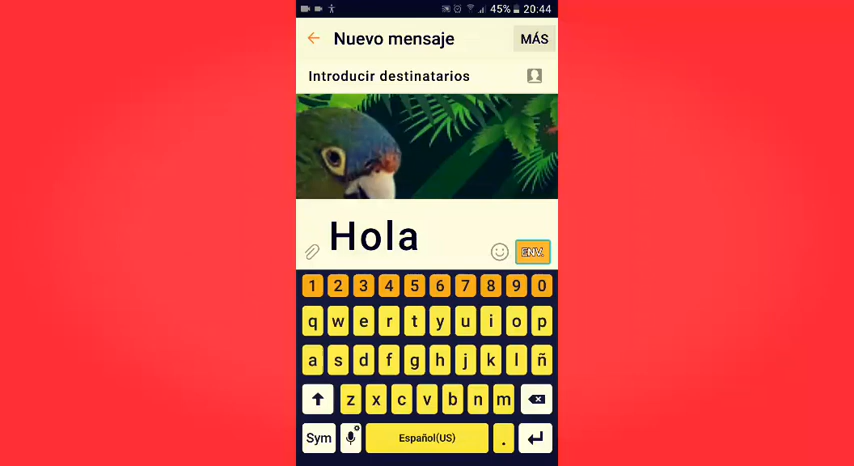 45% 20:44
Nuevo mensaje MÁS
Introducir destinatarios
Hola
ENV.
1 2 3 4 5 6 7 8 9 0
q w e r t y u i o p
a s d f g h j k l ñ
z x c v b n m
Sym Español(US) .